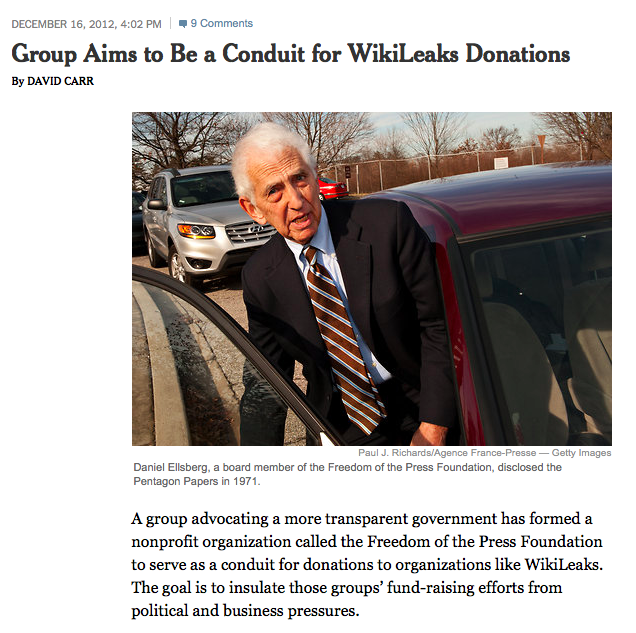 DECEMBER 16, 2012, 4:02 PM 9 Comments
Group Aims to Be a Conduit for WikiLeaks Donations
By DAVID CARR
Paul J. Richards/Agence France-Presse — Getty Images
Daniel Ellsberg, a board member of the Freedom of the Press Foundation, disclosed the
Pentagon Papers in 1971.
A group advocating a more transparent government has formed a
nonprofit organization called the Freedom of the Press Foundation
to serve as a conduit for donations to organizations like WikiLeaks.
The goal is to insulate those groups’ fund-raising efforts from
political and business pressures.